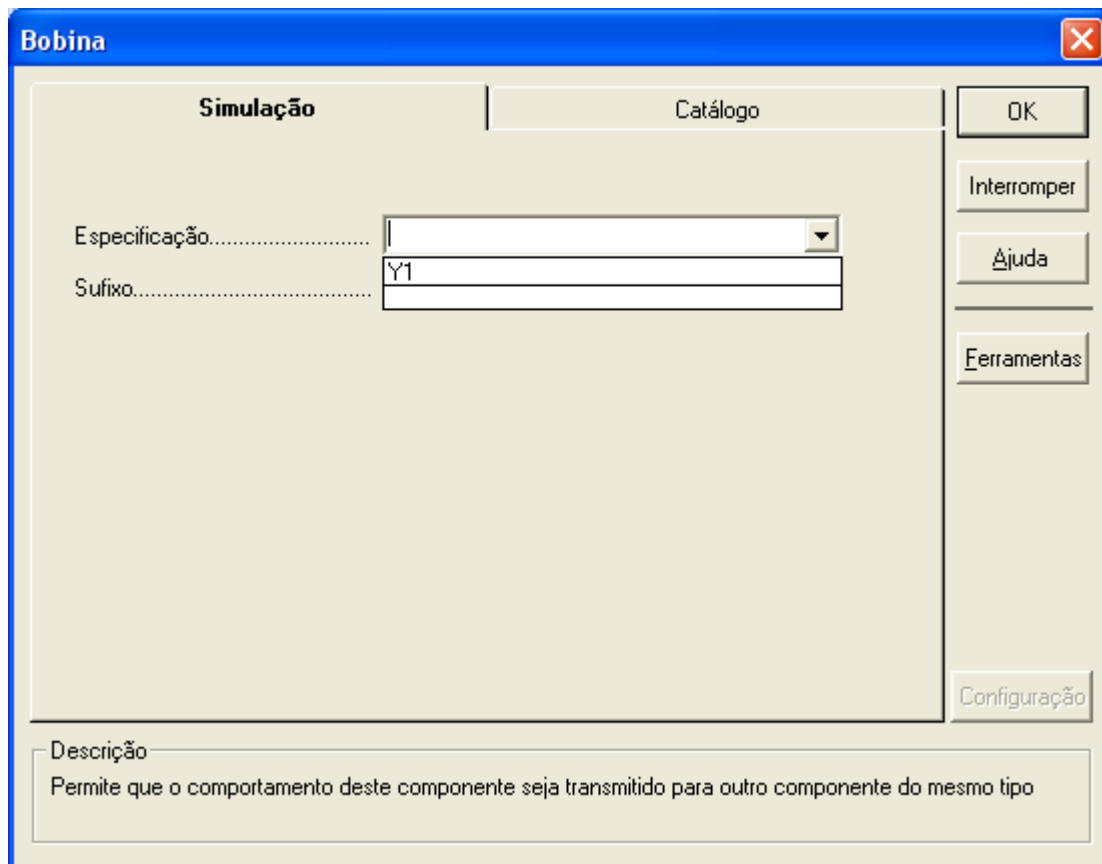 Bobina
Simulação
Catálogo
OK
Interromper
Ajuda
Ferramentas
Especificação...........................
Y1
Sufixo.....................................
Configuração
Descrição
Permite que o comportamento deste componente seja transmitido para outro componente do mesmo tipo